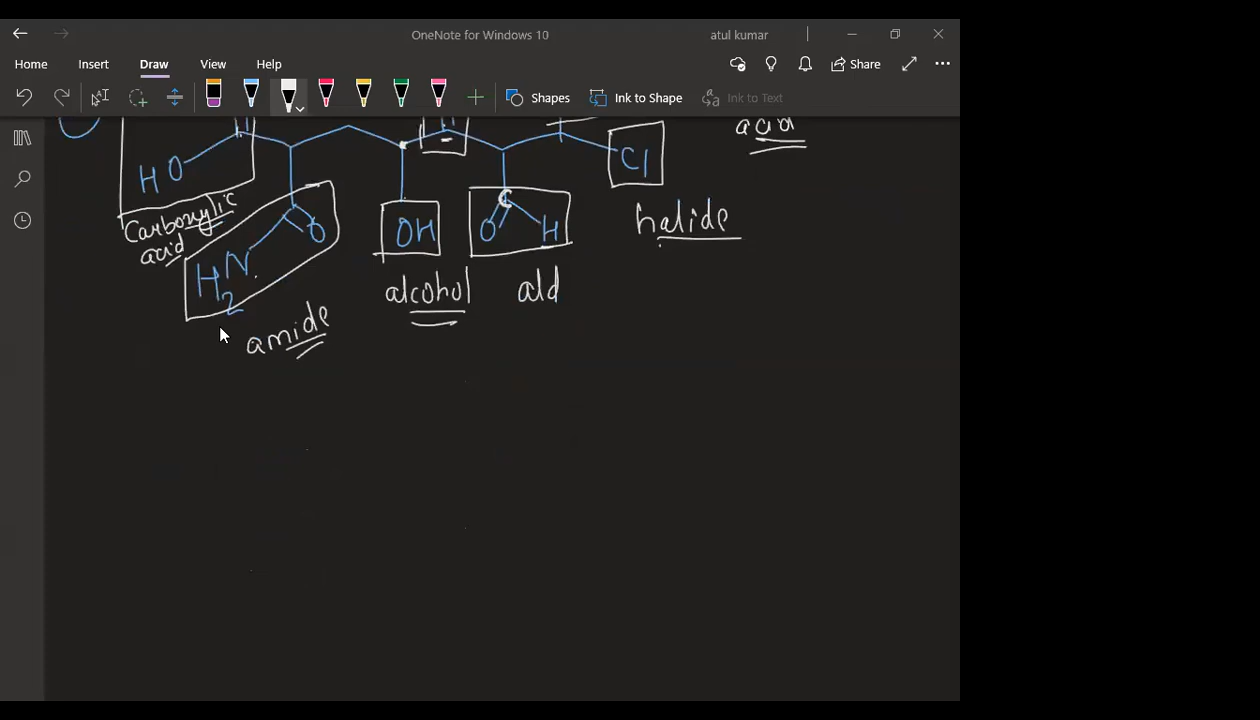 OneNote for Windows 10
atul kumar
Home Insert Draw View Help
Share
Shapes
Ink to Shape
Ink to Text
acid
HO
Cl
Carboxylic
acid
O
OH
C
O H
halide
H2N
alcohol
ald
amide